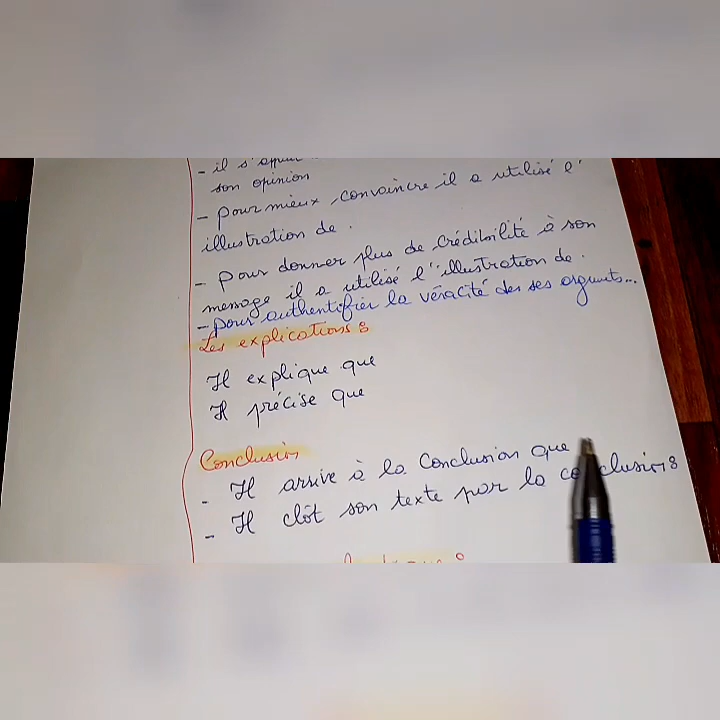 - il s'appuie
son opinion
- pour mieux convaincre il a utilisé l'
illustration de.
- pour donner plus de crédibilité à son
message il a utilisé l'illustration de.
- pour authentifier la véracité des ses arguments...
Les explications :
Il explique que
Il précise que
Conclusion
- Il arrive à la Conclusion que
- Il clôt son texte par la conclusion :